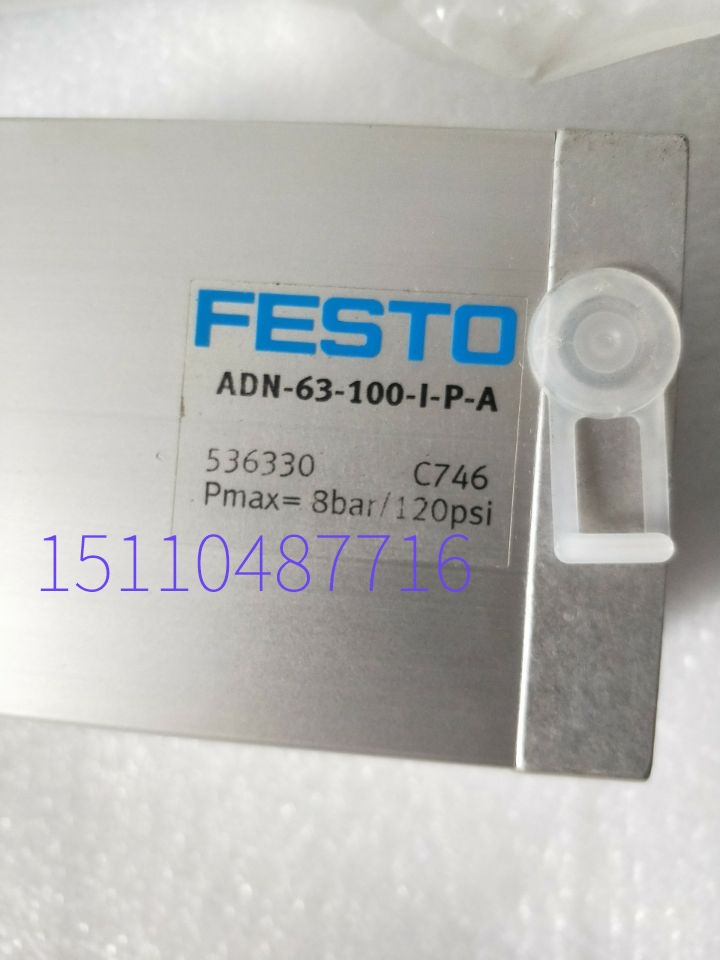 FESTO
ADN-63-100-I-P-A
536330 C746
Pmax= 8bar/120psi
15110487716